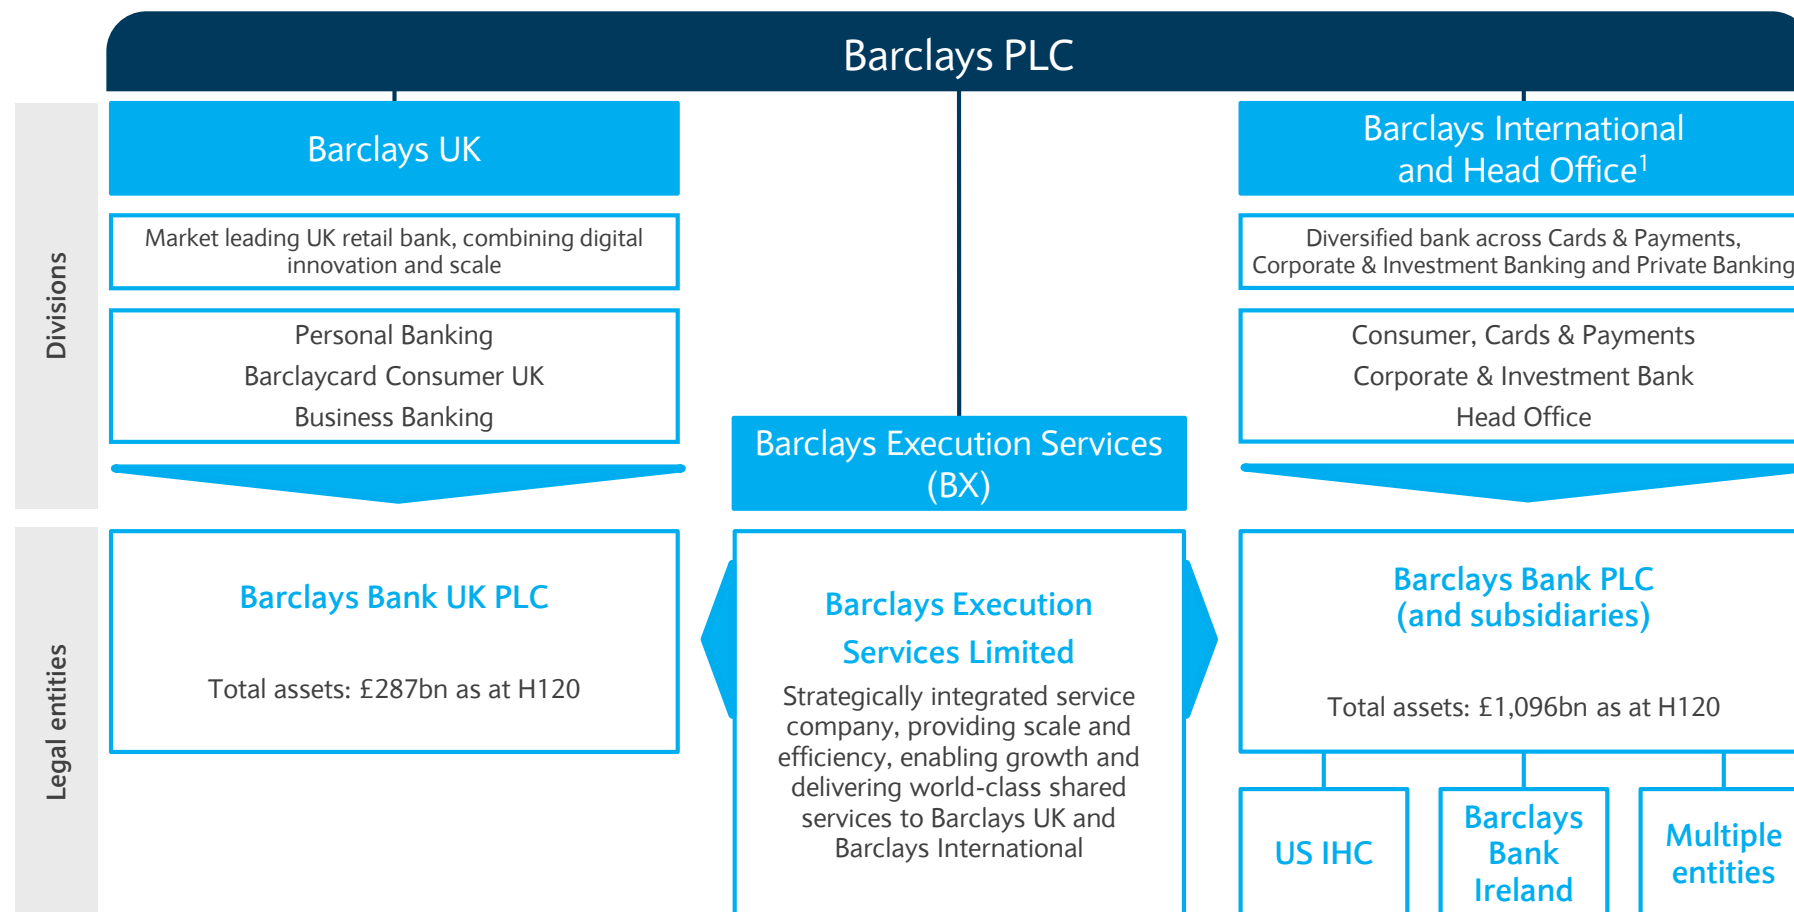 Barclays PLC
Divisions
Barclays UK
Market leading UK retail bank, combining digital
innovation and scale
Personal Banking
Barclaycard Consumer UK
Business Banking
Barclays Execution Services
(BX)
Barclays International
and Head Office¹
Diversified bank across Cards & Payments,
Corporate & Investment Banking and Private Banking
Consumer, Cards & Payments
Corporate & Investment Bank
Head Office
Legal entities
Barclays Bank UK PLC
Total assets: £287bn as at H120
Barclays Execution
Services Limited
Strategically integrated service
company, providing scale and
efficiency, enabling growth and
delivering world-class shared
services to Barclays UK and
Barclays International
Barclays Bank PLC
(and subsidiaries)
Total assets: £1,096bn as at H120
US IHC
Barclays
Bank
Ireland
Multiple
entities